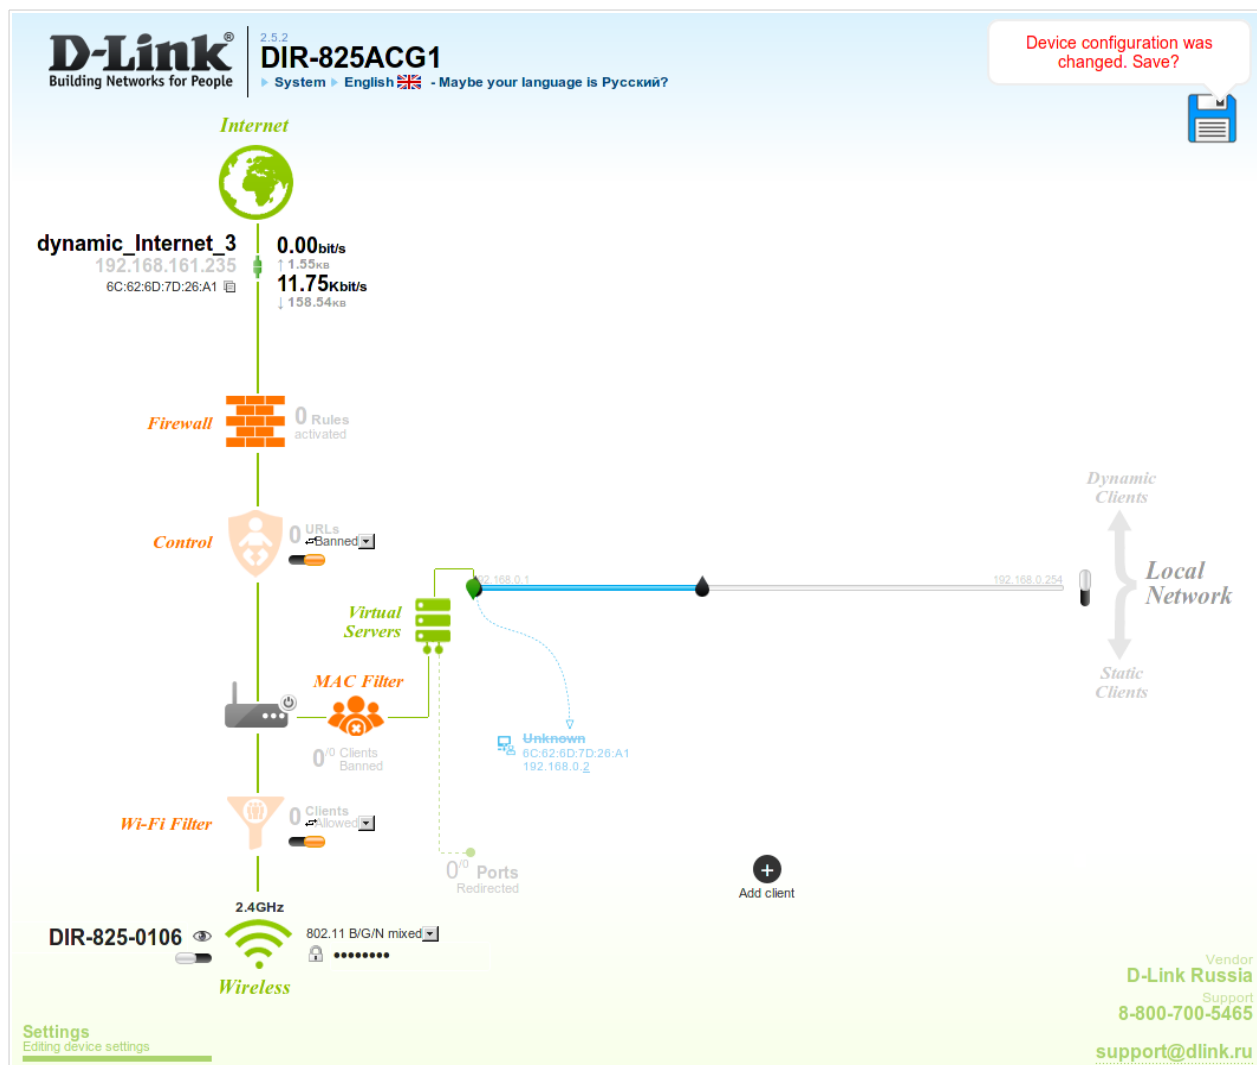 D-Link®
Building Networks for People
2.5.2
DIR-825ACG1
System English - Maybe your language is Русский?
Device configuration was
changed. Save?
Internet
dynamic_Internet_3
192.168.161.235
6C:62:6D:7D:26:A1
0.00bit/s
↑ 1.55KB
11.75Kbit/s
↓ 158.54KB
Firewall
0 Rules
activated
Control
0 URLs
Banned
Dynamic
Clients
192.168.0.1
192.168.0.254
Local
Network
Static
Clients
Virtual
Servers
MAC Filter
0/0 Clients
Banned
Unknown
6C:62:6D:7D:26:A1
192.168.0.2
Wi-Fi Filter
0 Clients
Allowed
0/0 Ports
Redirected
Add client
2.4GHz
DIR-825-0106
802.11 B/G/N mixed
••••••••
Wireless
Vendor
D-Link Russia
Support
8-800-700-5465
support@dlink.ru
Settings
Editing device settings